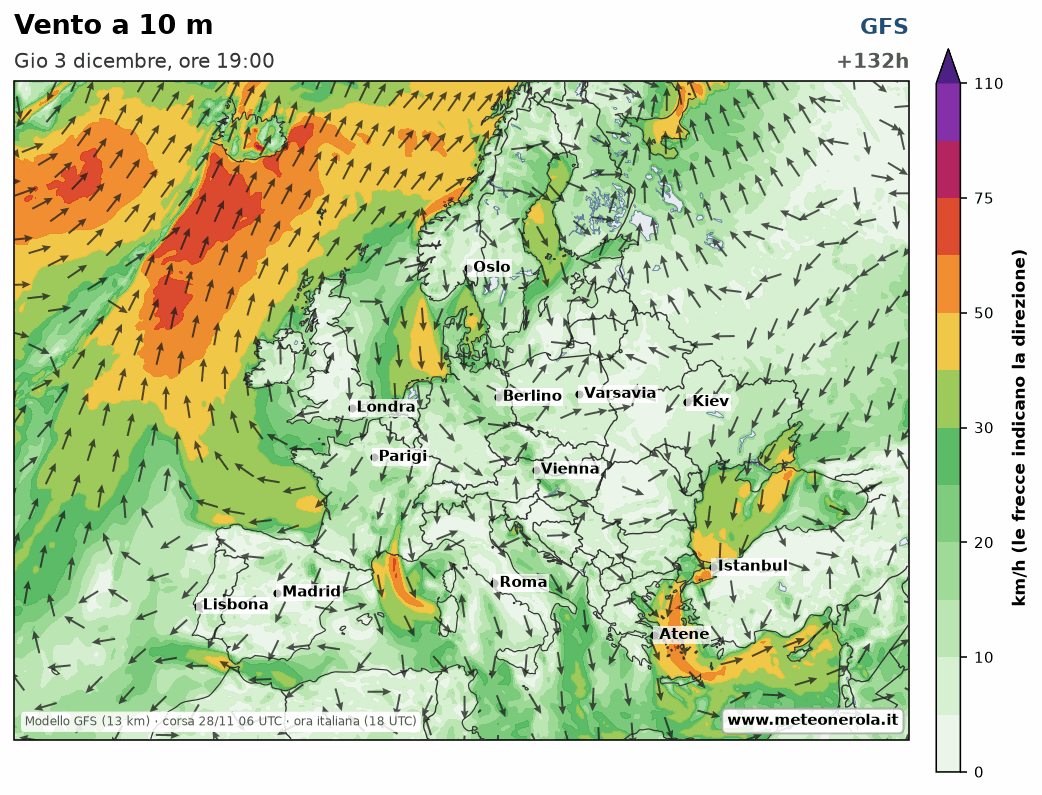 Vento a 10 m
GFS
Gio 3 dicembre, ore 19:00
+132h
110
75
50
30
20
10
0
km/h (le frecce indicano la direzione)
Oslo
Berlino
Varsavia
Kiev
Londra
Parigi
Vienna
Istanbul
Roma
Madrid
Lisbona
Atene
Modello GFS (13 km) · corsa 28/11 06 UTC · ora italiana (18 UTC)
www.meteonerola.it